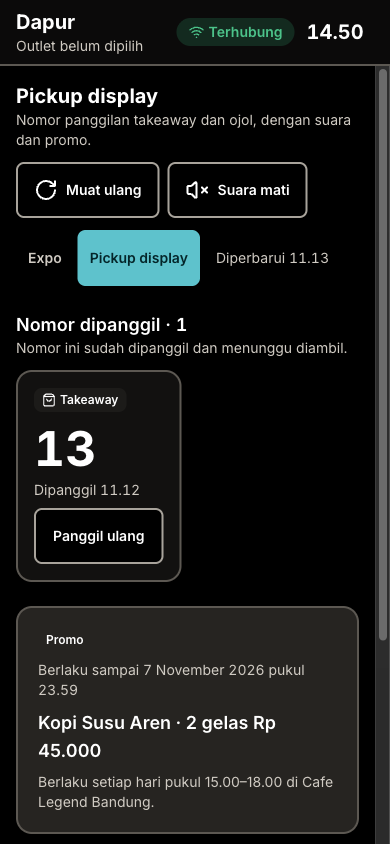 Dapur
Outlet belum dipilih
Terhubung
14.50
Pickup display
Nomor panggilan takeaway dan ojol, dengan suara
dan promo.
Muat ulang
Suara mati
Expo
Pickup display
Diperbarui 11.13
Nomor dipanggil · 1
Nomor ini sudah dipanggil dan menunggu diambil.
Takeaway
13
Dipanggil 11.12
Panggil ulang
Promo
Berlaku sampai 7 November 2026 pukul
23.59
Kopi Susu Aren · 2 gelas Rp
45.000
Berlaku setiap hari pukul 15.00–18.00 di Cafe
Legend Bandung.